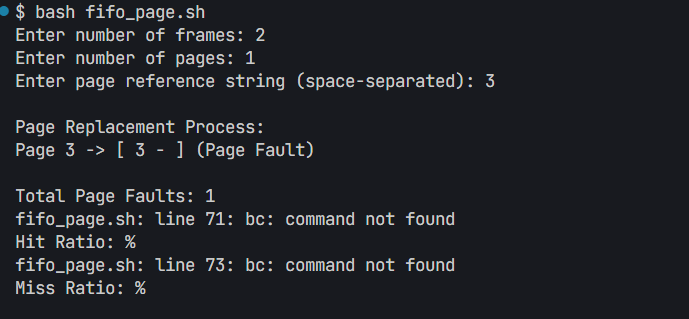 $ bash fifo_page.sh
Enter number of frames: 2
Enter number of pages: 1
Enter page reference string (space-separated): 3
Page Replacement Process:
Page 3 -> [ 3 - ] (Page Fault)
Total Page Faults: 1
fifo_page.sh: line 71: bc: command not found
Hit Ratio: %
fifo_page.sh: line 73: bc: command not found
Miss Ratio: %